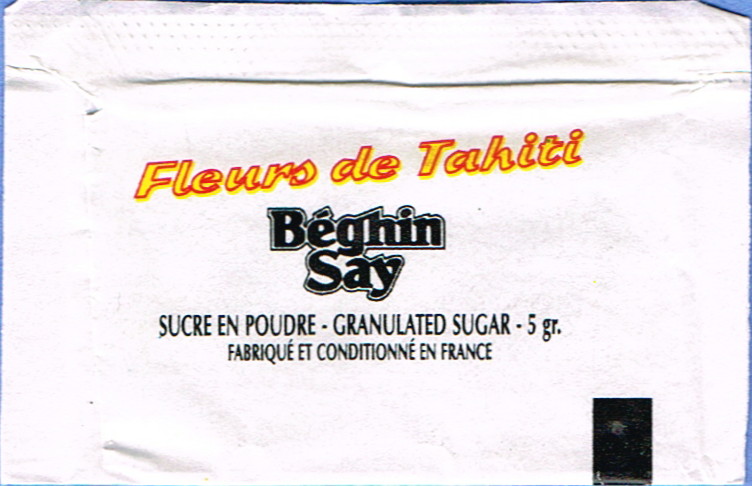 Fleurs de Tahiti
Béghin
Say
SUCRE EN POUDRE - GRANULATED SUGAR - 5 gr.
FABRIQUÉ ET CONDITIONNÉ EN FRANCE